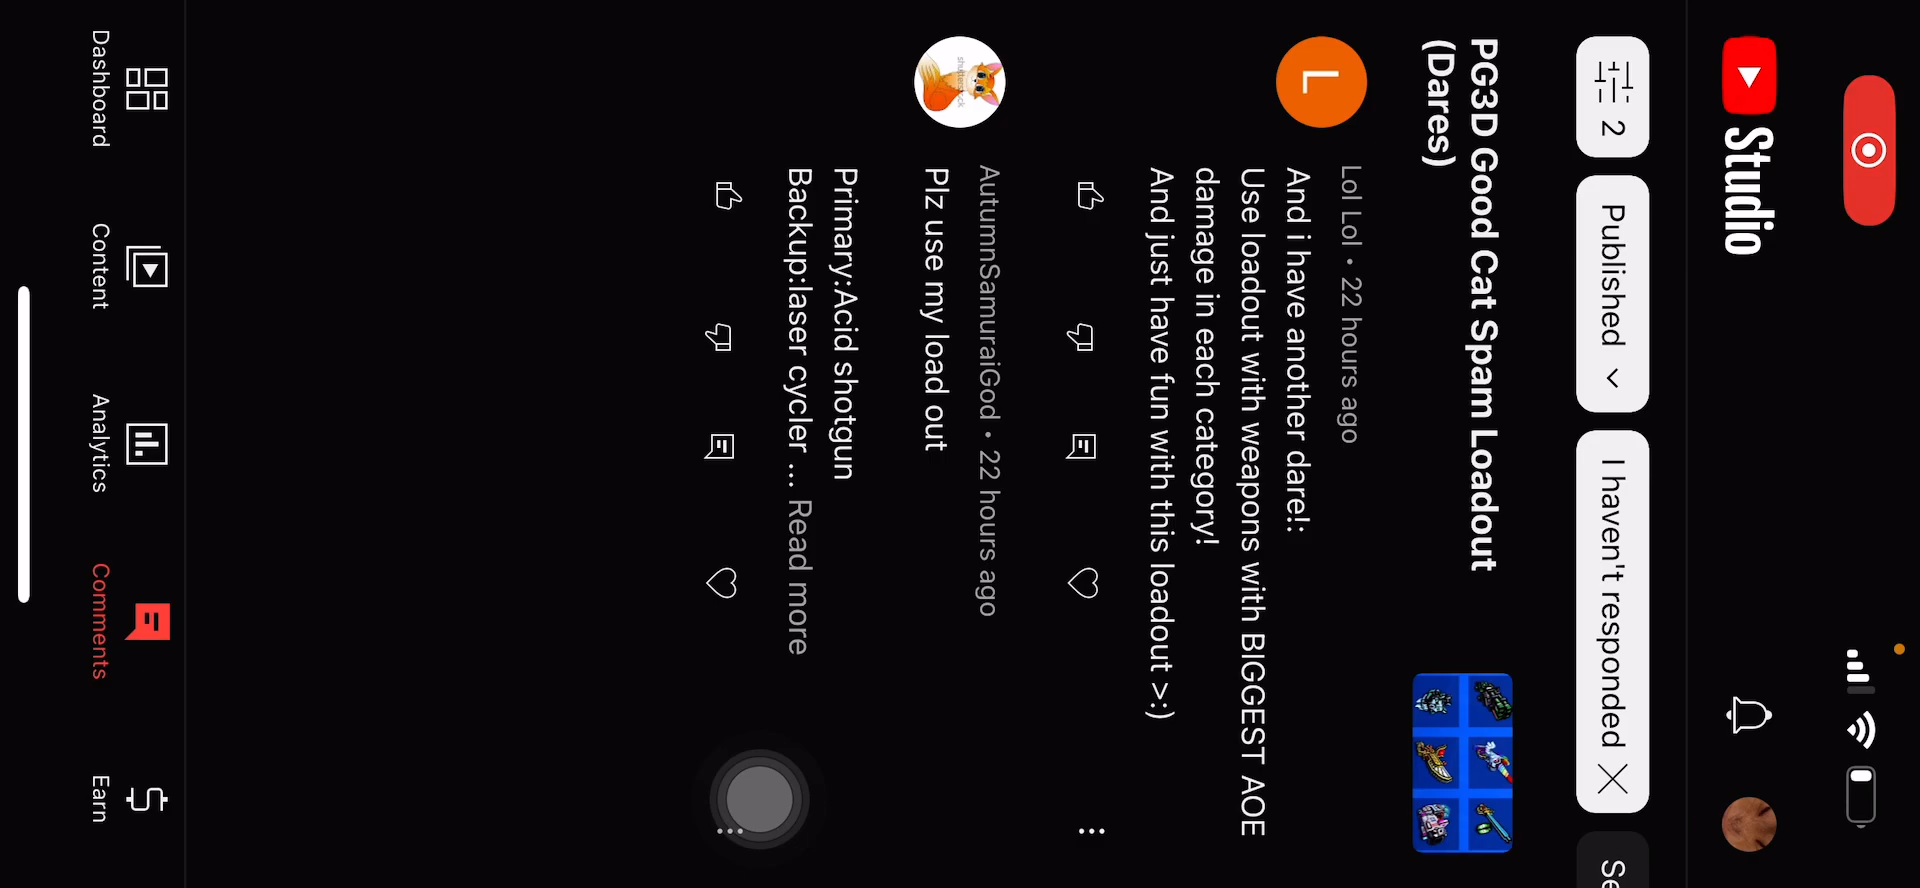 Studio
2
Published
I haven't responded
Se
PG3D Good Cat Spam Loadout
(Dares)
L
Lol Lol • 22 hours ago
And i have another dare!:
Use loadout with weapons with BIGGEST AOE
damage in each category!
And just have fun with this loadout >:)
shutterstock
AutumnSamuraiGod • 22 hours ago
Plz use my load out
Primary:Acid shotgun
Backup:laser cycler ... Read more
Dashboard
Content
Analytics
Comments
Earn